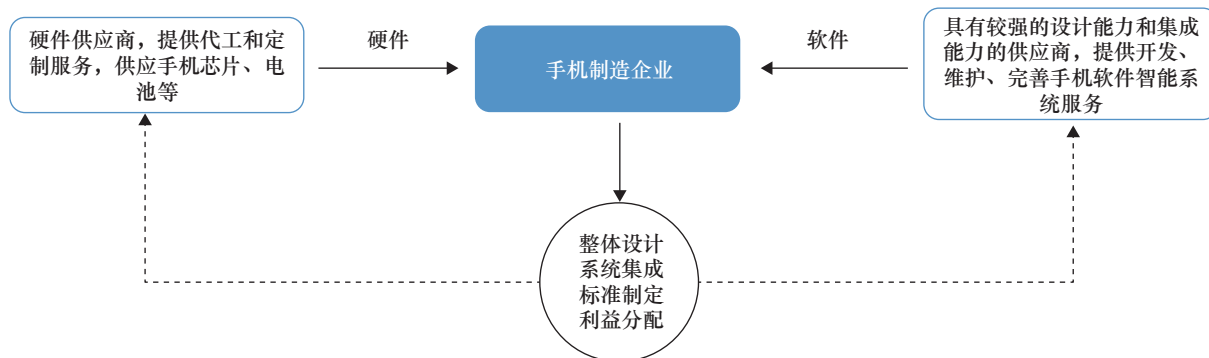 硬件供应商，提供代工和定
制服务，供应手机芯片、电
池等
硬件
手机制造企业
软件
具有较强的设计能力和集成
能力的供应商，提供开发、
维护、完善手机软件智能系
统服务
整体设计
系统集成
标准制定
利益分配